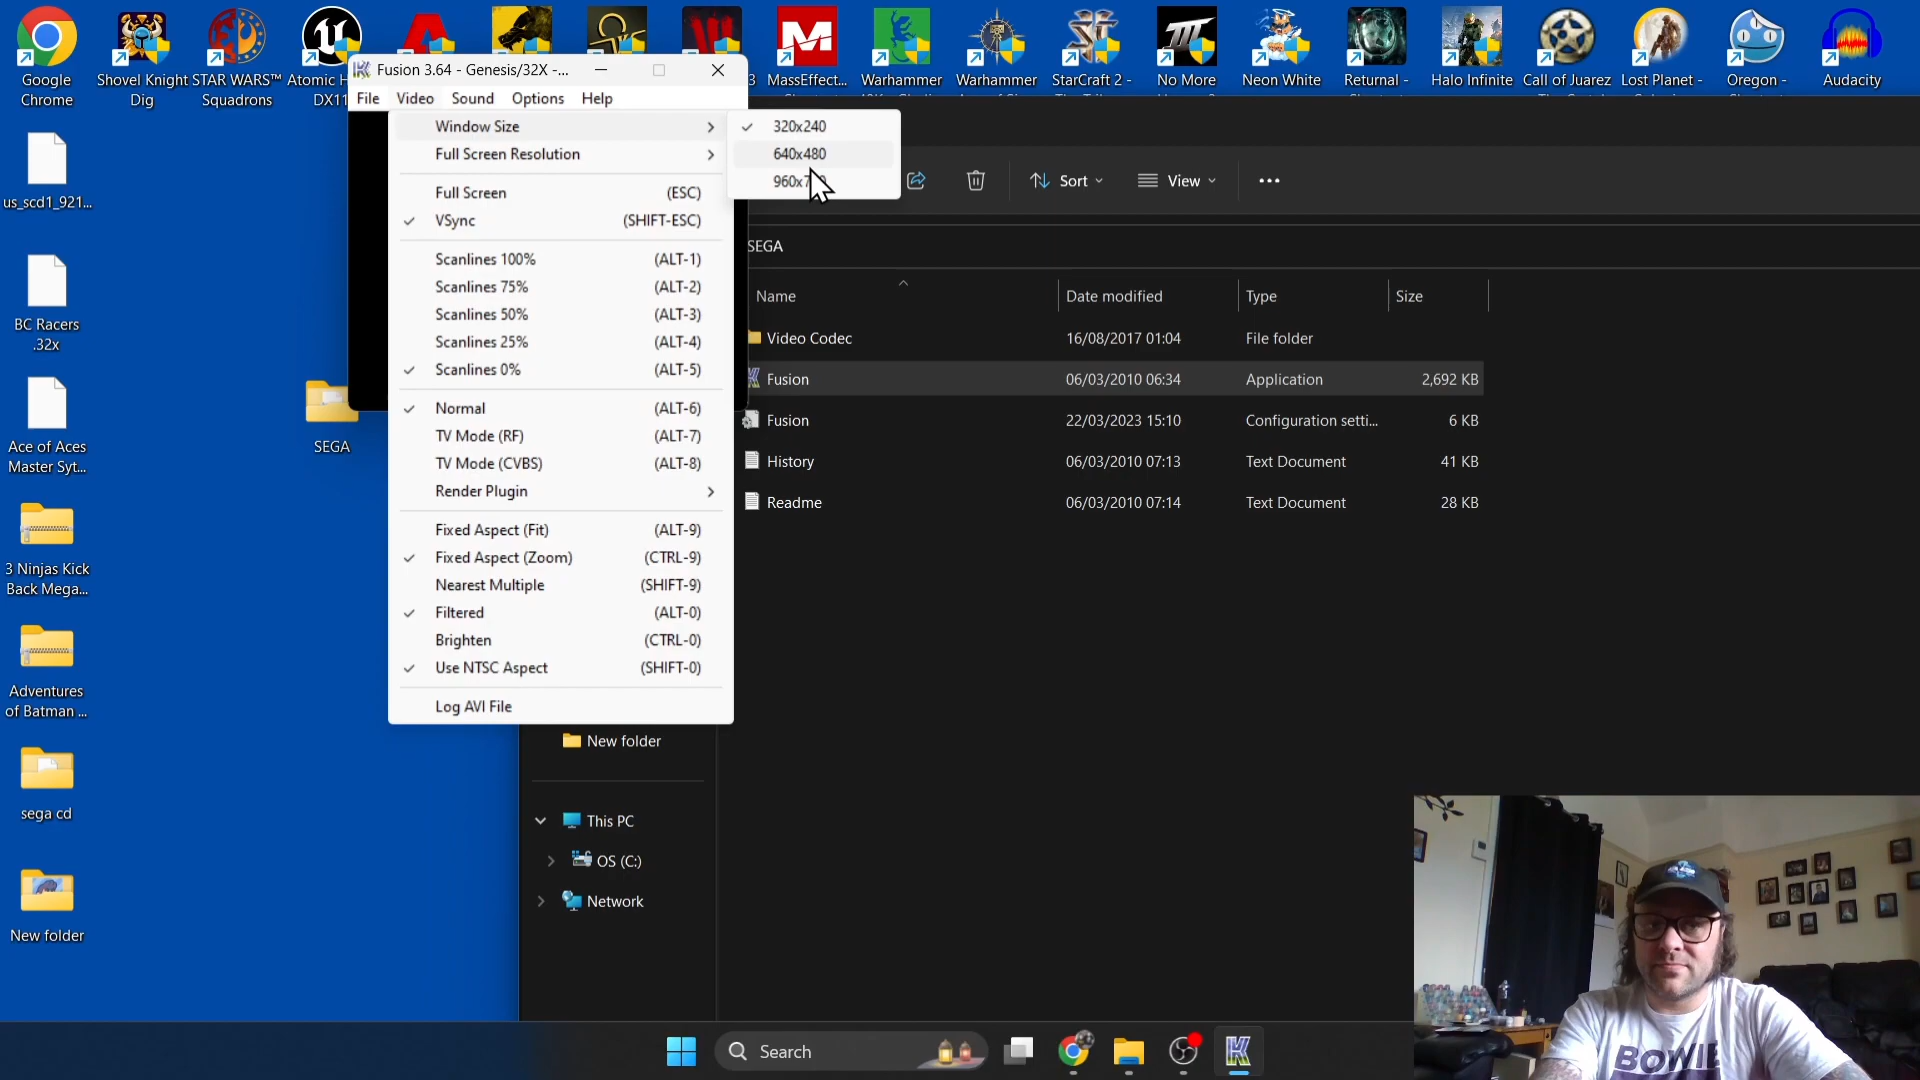 Google
Chrome
Shovel Knight
Dig
STAR WARS™
Squadrons
Atomic H
DX11
3
MassEffect...
Warhammer
Warhammer
StarCraft 2 -
No More
Neon White
Returnal -
Halo Infinite
Call of Juarez
Lost Planet -
Oregon -
Audacity
Fusion 3.64 - Genesis/32X -...
File Video Sound Options Help
Window Size
Full Screen Resolution
Full Screen (ESC)
VSync (SHIFT-ESC)
Scanlines 100% (ALT-1)
Scanlines 75% (ALT-2)
Scanlines 50% (ALT-3)
Scanlines 25% (ALT-4)
Scanlines 0% (ALT-5)
Normal (ALT-6)
TV Mode (RF) (ALT-7)
TV Mode (CVBS) (ALT-8)
Render Plugin
Fixed Aspect (Fit) (ALT-9)
Fixed Aspect (Zoom) (CTRL-9)
Nearest Multiple (SHIFT-9)
Filtered (ALT-0)
Brighten (CTRL-0)
Use NTSC Aspect (SHIFT-0)
Log AVI File
320x240
640x480
Sort
View
SEGA
Name Date modified Type Size
Video Codec 16/08/2017 01:04 File folder
Fusion 06/03/2010 06:34 Application 2,692 KB
Fusion 22/03/2023 15:10 Configuration setti... 6 KB
History 06/03/2010 07:13 Text Document 41 KB
Readme 06/03/2010 07:14 Text Document 28 KB
New folder
This PC
OS (C:)
Network
us_scd1_921...
BC Racers
.32x
Ace of Aces
Master Syt...
3 Ninjas Kick
Back Mega...
Adventures
of Batman ...
sega cd
New folder
SEGA
Search
BOWIE